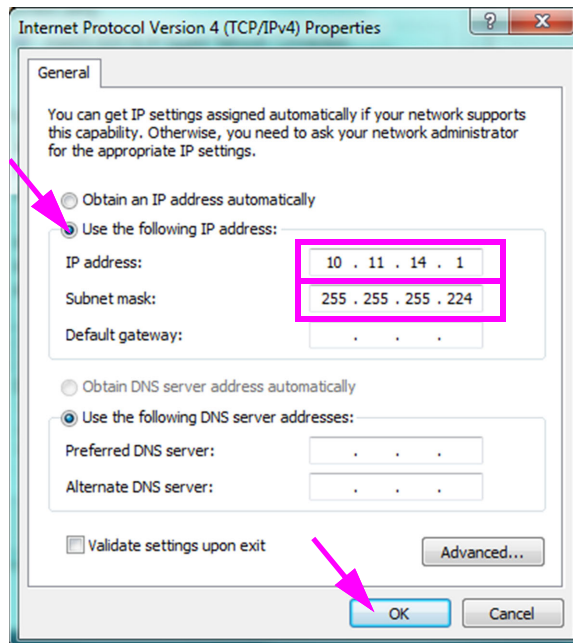 Internet Protocol Version 4 (TCP/IPv4) Properties
?
X
General
You can get IP settings assigned automatically if your network supports
this capability. Otherwise, you need to ask your network administrator
for the appropriate IP settings.
Obtain an IP address automatically
Use the following IP address:
IP address: 10 . 11 . 14 . 1
Subnet mask: 255 . 255 . 255 . 224
Default gateway: . . .
Obtain DNS server address automatically
Use the following DNS server addresses:
Preferred DNS server: . . .
Alternate DNS server: . . .
Validate settings upon exit
Advanced...
OK Cancel